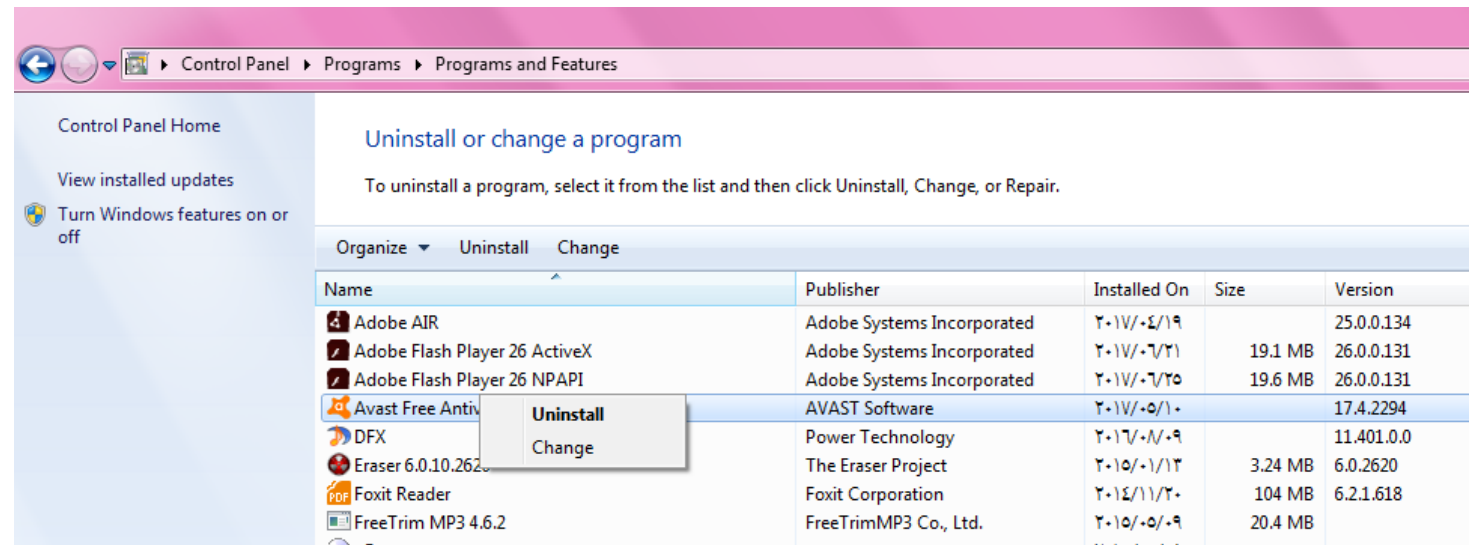 Control Panel Programs Programs and Features
Control Panel Home
View installed updates
Turn Windows features on or
off
Uninstall or change a program
To uninstall a program, select it from the list and then click Uninstall, Change, or Repair.
Organize Uninstall Change
Name Publisher Installed On Size Version
Adobe AIR Adobe Systems Incorporated ٢٠١٧/٠٤/١٩ 25.0.0.134
Adobe Flash Player 26 ActiveX Adobe Systems Incorporated ٢٠١٧/٠٦/٢١ 19.1 MB 26.0.0.131
Adobe Flash Player 26 NPAPI Adobe Systems Incorporated ٢٠١٧/٠٦/٢٥ 19.6 MB 26.0.0.131
Avast Free Antiv AVAST Software ٢٠١٧/٠٥/١٠ 17.4.2294
Uninstall
Change
DFX Power Technology ٢٠١٦/٠٨/٠٩ 11.401.0.0
Eraser 6.0.10.2620 The Eraser Project ٢٠١٥/٠١/١٣ 3.24 MB 6.0.2620
PDF Foxit Reader Foxit Corporation ٢٠١٤/١١/٢٠ 104 MB 6.2.1.618
FreeTrim MP3 4.6.2 FreeTrimMP3 Co., Ltd. ٢٠١٥/٠٥/٠٩ 20.4 MB